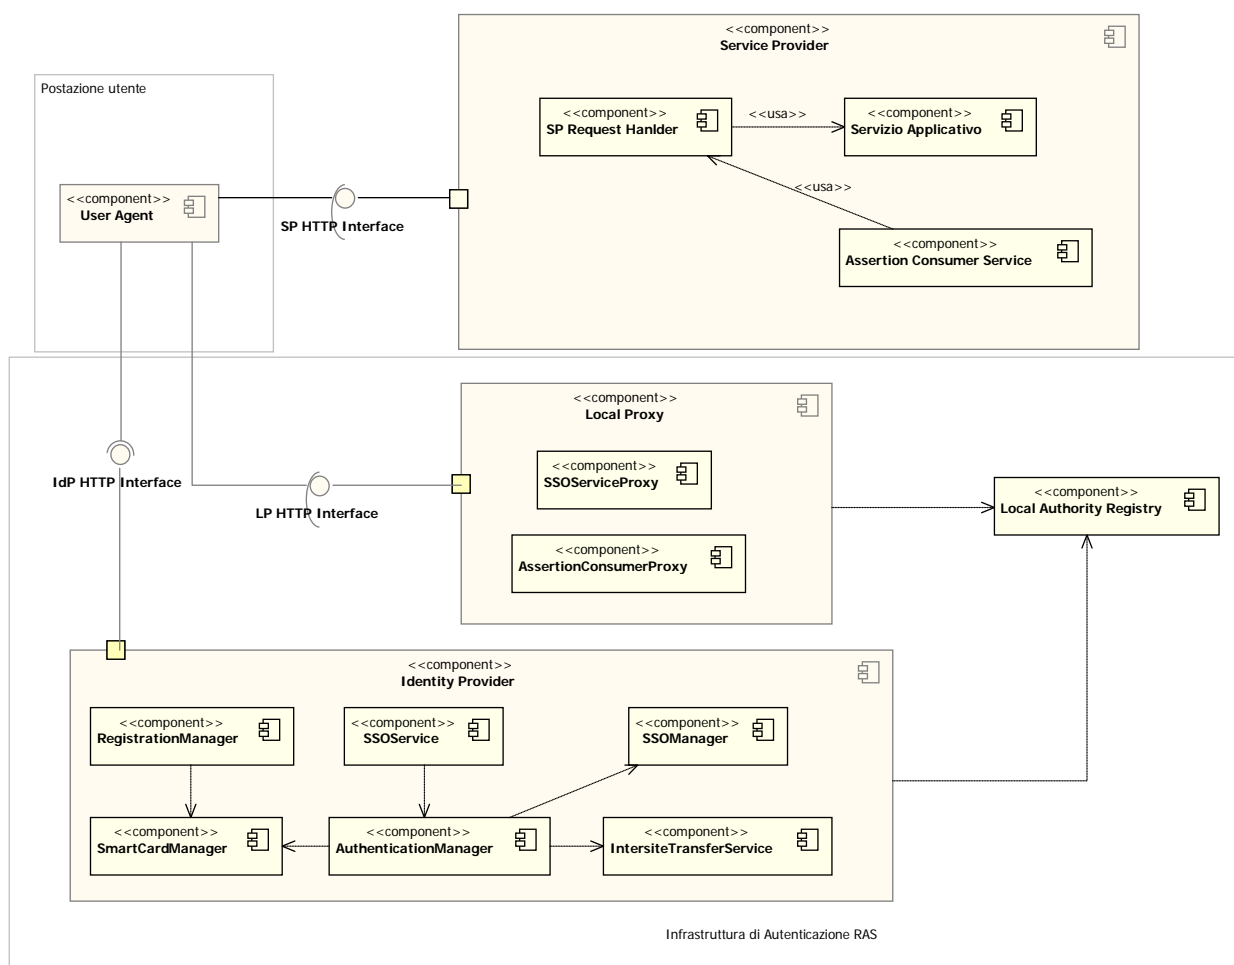 <<component>>
Service Provider
Postazione utente
<<component>>
SP Request Hanlder
<<usa>>
<<component>>
Servizio Applicativo
<<usa>>
<<component>>
User Agent
SP HTTP Interface
<<component>>
Assertion Consumer Service
<<component>>
Local Proxy
<<component>>
SSOServiceProxy
IdP HTTP Interface
LP HTTP Interface
<<component>>
Local Authority Registry
<<component>>
AssertionConsumerProxy
<<component>>
Identity Provider
<<component>>
RegistrationManager
<<component>>
SSOService
<<component>>
SSOManager
<<component>>
SmartCardManager
<<component>>
AuthenticationManager
<<component>>
IntersiteTransferService
Infrastruttura di Autenticazione RAS